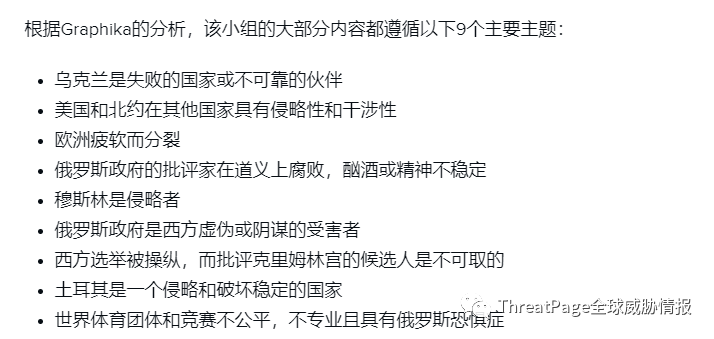 根据Graphika的分析，该小组的大部分内容都遵循以下9个主要主题：
• 乌克兰是失败的国家或不可靠的伙伴
• 美国和北约在其他国家具有侵略性和干涉性
• 欧洲疲软而分裂
• 俄罗斯政府的批评家在道义上腐败，酗酒或精神不稳定
• 穆斯林是侵略者
• 俄罗斯政府是西方虚伪或阴谋的受害者
• 西方选举被操纵，而批评克里姆林宫的候选人是不可取的
• 土耳其是一个侵略和破坏稳定的国家
• 世界体育团体和竞赛不公平，不专业且具有俄罗斯恐惧症
ThreatPage全球威胁情报